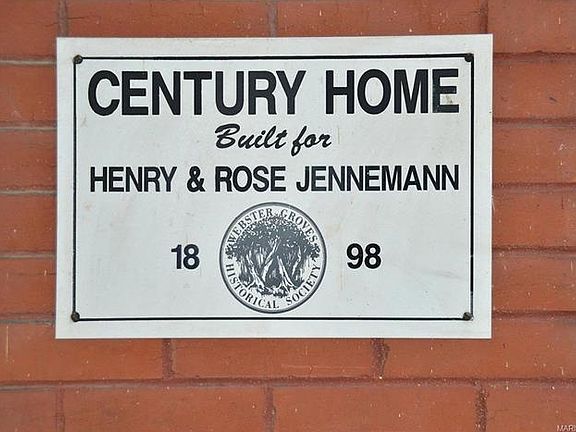 CENTURY HOME
Built for
HENRY & ROSE JENNEMANN
18 98
WEBSTER GROVES
HISTORICAL SOCIETY